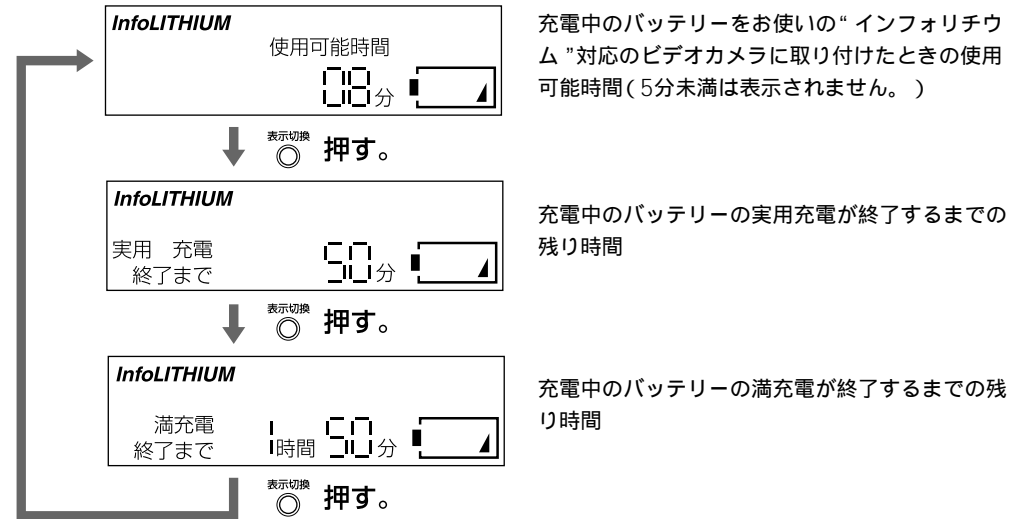 InfoLITHIUM
使用可能時間
08分
充電中のバッテリーをお使いの“インフォリチウ
ム”対応のビデオカメラに取り付けたときの使用
可能時間(5分未満は表示されません。)
表示切換
押す。
InfoLITHIUM
実用 充電
終了まで
50分
充電中のバッテリーの実用充電が終了するまでの
残り時間
表示切換
押す。
InfoLITHIUM
満充電
終了まで
1時間50分
充電中のバッテリーの満充電が終了するまでの残
り時間
表示切換
押す。